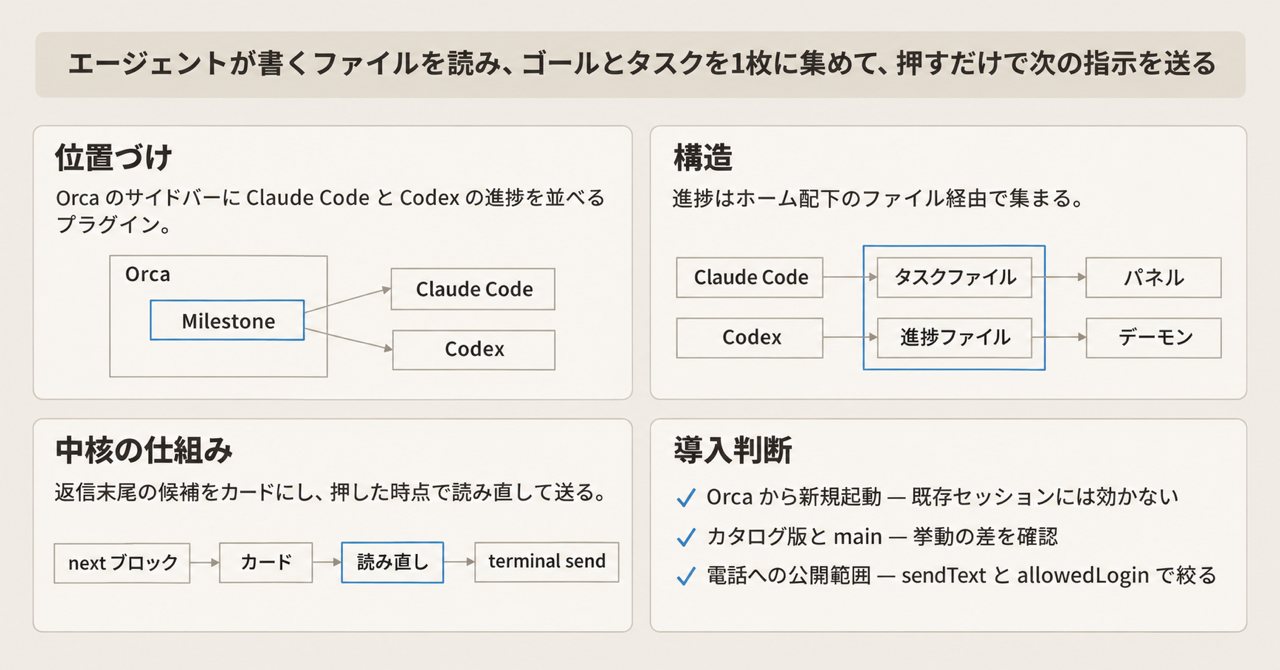 エージェントが書くファイルを読み、ゴールとタスクを1枚に集めて、押すだけで次の指示を送る
位置づけ
Orca のサイドバーに Claude Code と Codex の進捗を並べる
プラグイン。
Orca
Milestone
Claude Code
Codex
構造
進捗はホーム配下のファイル経由で集まる。
Claude Code
タスクファイル
パネル
Codex
進捗ファイル
デーモン
中核の仕組み
返信末尾の候補をカードにし、押した時点で読み直して送る。
next ブロック
カード
読み直し
terminal send
導入判断
Orca から新規起動 — 既存セッションには効かない
カタログ版と main — 挙動の差を確認
電話への公開範囲 — sendText と allowedLogin で絞る